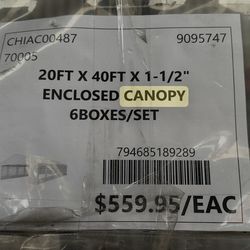 CHIAC00487 9095747
70005
20FT X 40FT X 1-1/2"
ENCLOSED CANOPY
6BOXES/SET
794685189289
$559.95/EAC